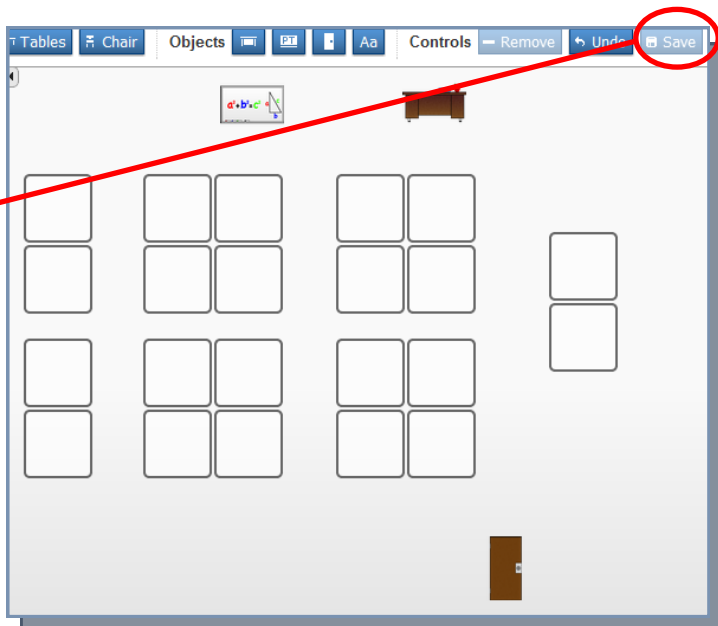 Tables Chair Objects PT Aa Controls Remove Undo Save
a²+b²=c²
b